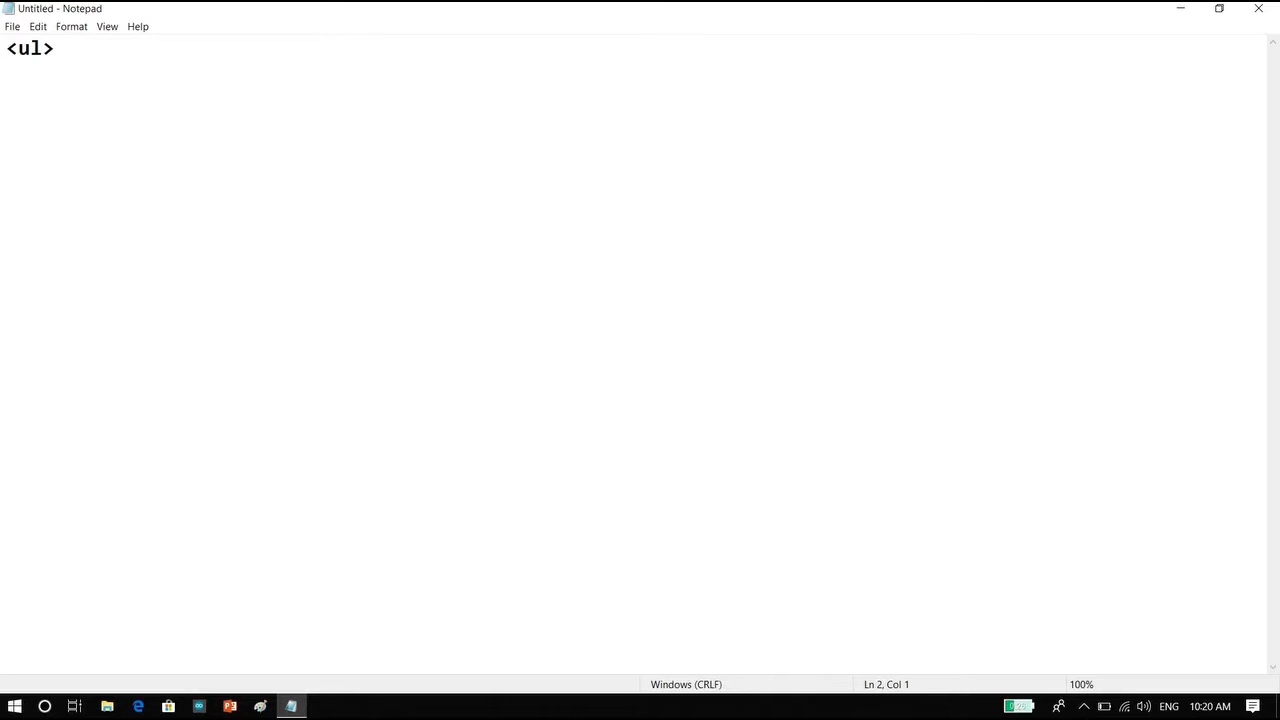 Untitled - Notepad
File Edit Format View Help
<ul>
Windows (CRLF) Ln 2, Col 1 100%
ENG 10:20 AM